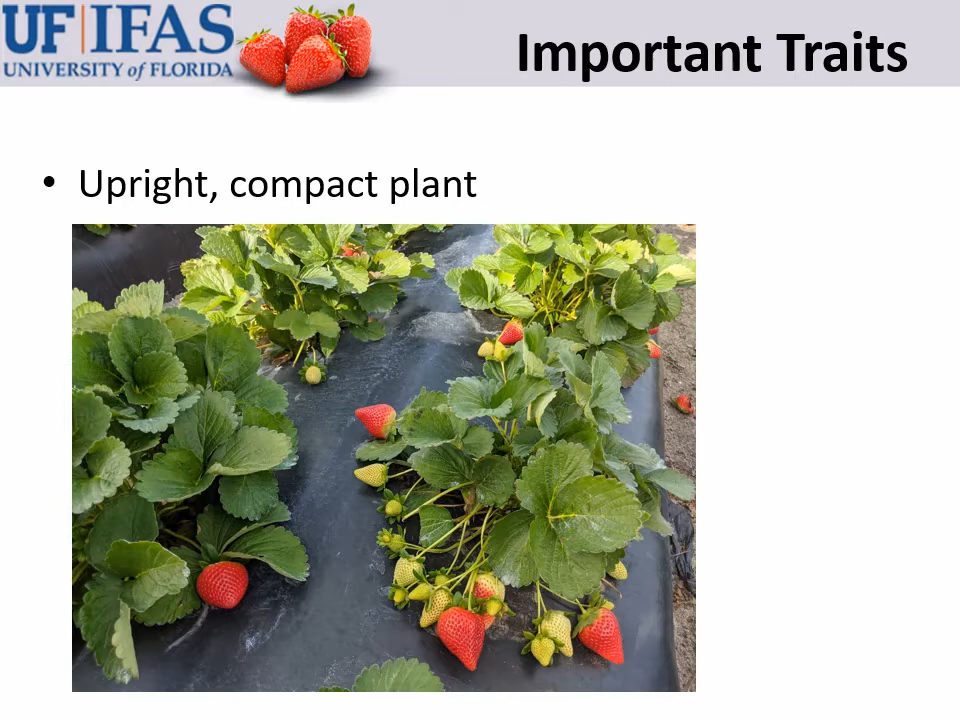 UF|IFAS
UNIVERSITY of FLORIDA
Important Traits
• Upright, compact plant